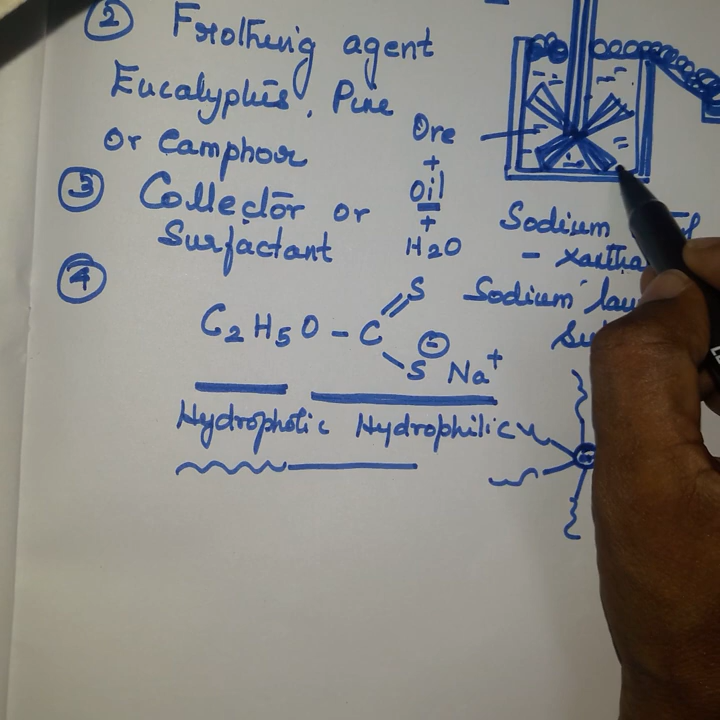 2 Frothing agent
Eucalyptus, Pine
or Camphor
3 Collector or
Surfactant
Ore
+
Oil
+
H2O
Sodium
- xantha
Sodium lau
4
C2H5O - C
S
S Na+
Hydrophobic Hydrophilic